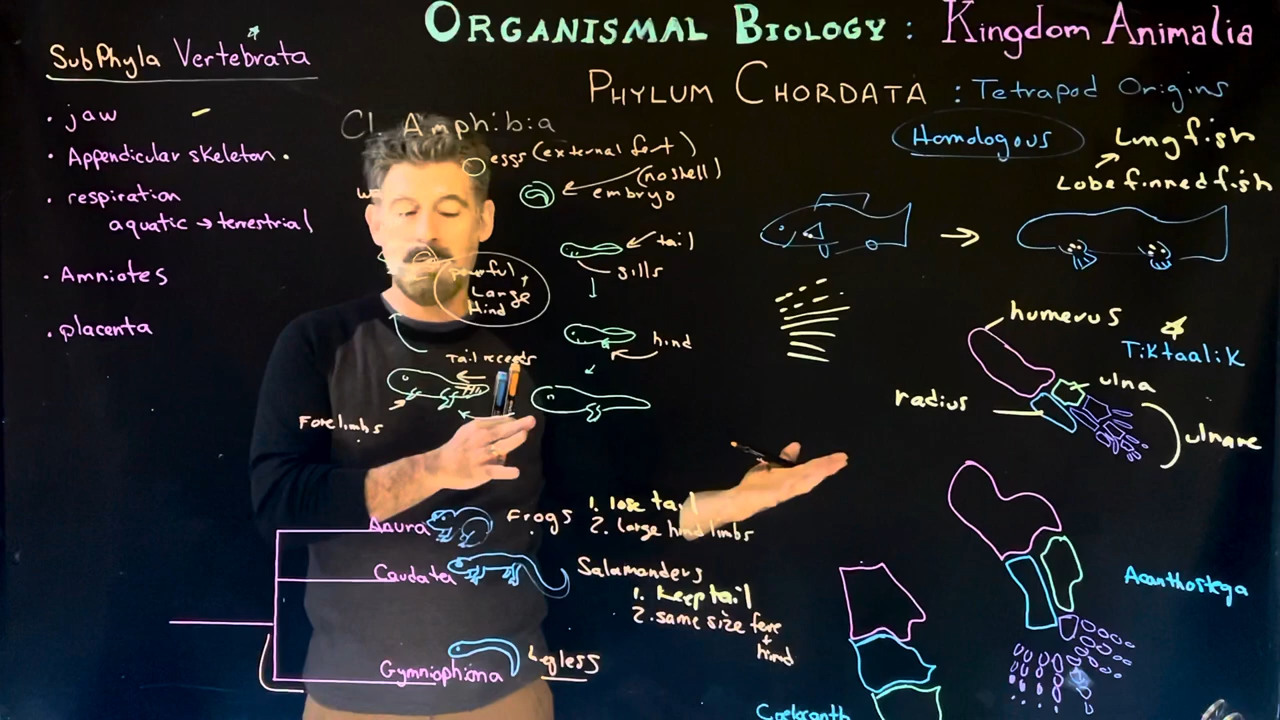 ORGANISMAL BIOLOGY : Kingdom Animalia
PHYLUM CHORDATA : Tetrapod Origins
SubPhyla Vertebrata
· jaw
· Appendicular skeleton
· respiration
aquatic → terrestrial
· Amniotes
· placenta
Cl. Amphibia
eggs (external fert)
(no shell)
embryo
tail
gills
powerful,
Large
Hind
hind
Tail recedes
Forelimbs
Anura
Frogs
1. lose tail
2. large hind limbs
Caudata
Salamanders
1. Keep tail
2. same size fore
+
hind
Gymniophiona
Legless
Homologous
Lungfish
Lobe finned fish
humerus
Tiktaalik
ulna
radius
ulnare
Acanthostega
Coelacanth